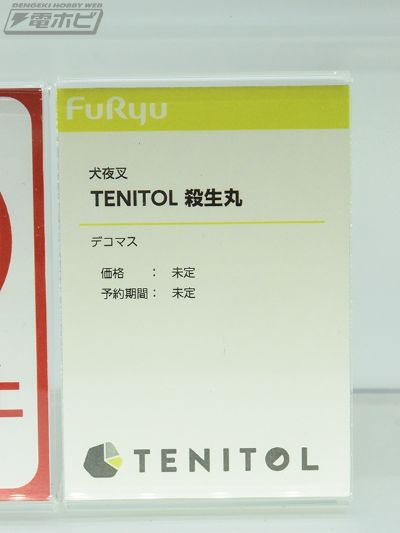 DENGEKI HOBBY WEB
電ホビ
FuRyu
犬夜叉
TENITOL 殺生丸
デコマス
価格 : 未定
予約期間 : 未定
TENITOL